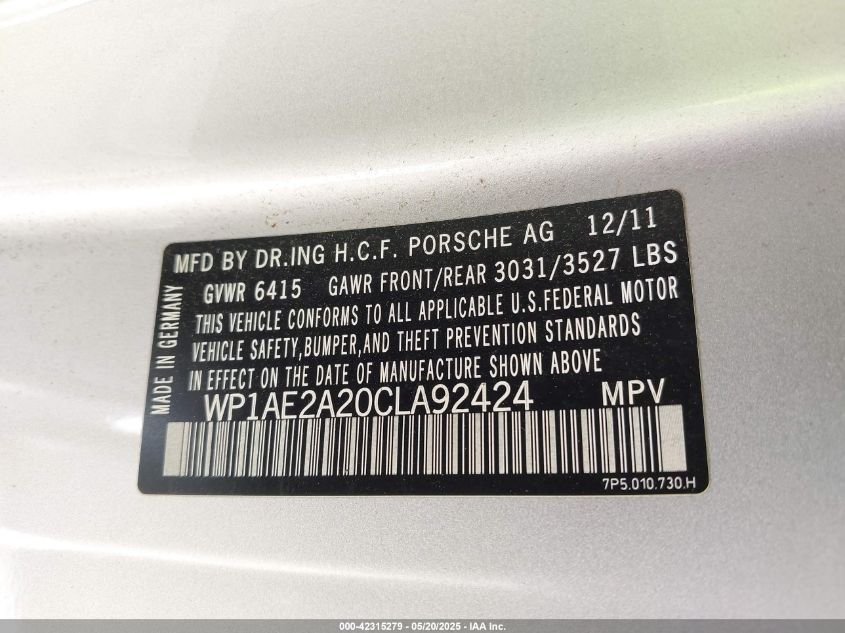 MFD BY DR.ING H.C.F. PORSCHE AG 12/11
GVWR 6415 GAWR FRONT/REAR 3031/3527 LBS
THIS VEHICLE CONFORMS TO ALL APPLICABLE U.S.FEDERAL MOTOR
VEHICLE SAFETY,BUMPER,AND THEFT PREVENTION STANDARDS
IN EFFECT ON THE DATE OF MANUFACTURE SHOWN ABOVE
MADE IN GERMANY
WP1AE2A20CLA92424 MPV
7P5.010.730.H
000-42315279 - 05/20/2025 - IAA Inc.